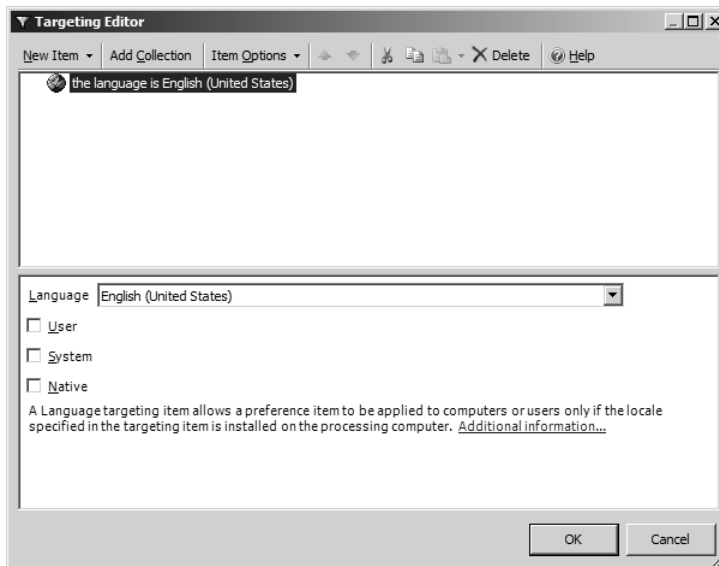 Targeting Editor
New Item Add Collection Item Options Delete Help
the language is English (United States)
Language English (United States)
User
System
Native
A Language targeting item allows a preference item to be applied to computers or users only if the locale
specified in the targeting item is installed on the processing computer. Additional information...
OK Cancel